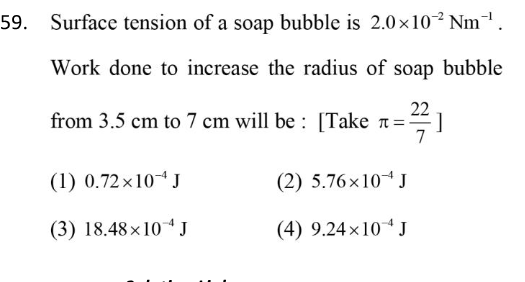 59. Surface tension of a soap bubble is 2.0×10⁻² Nm⁻¹.
Work done to increase the radius of soap bubble
from 3.5 cm to 7 cm will be : [Take π = 22/7 ]
(1) 0.72×10⁻⁴ J (2) 5.76×10⁻⁴ J
(3) 18.48×10⁻⁴ J (4) 9.24×10⁻⁴ J